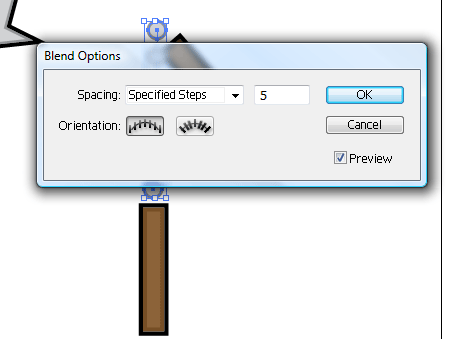 Blend Options
Spacing: Specified Steps 5 OK
Orientation: Cancel
Preview